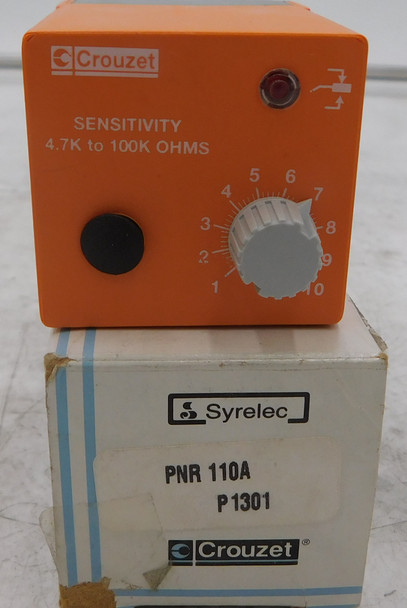 Crouzet
SENSITIVITY
4.7K to 100K OHMS
1 2 3 4 5 6 7 8 9 10
Syrelec
PNR 110A
P1301
Crouzet®